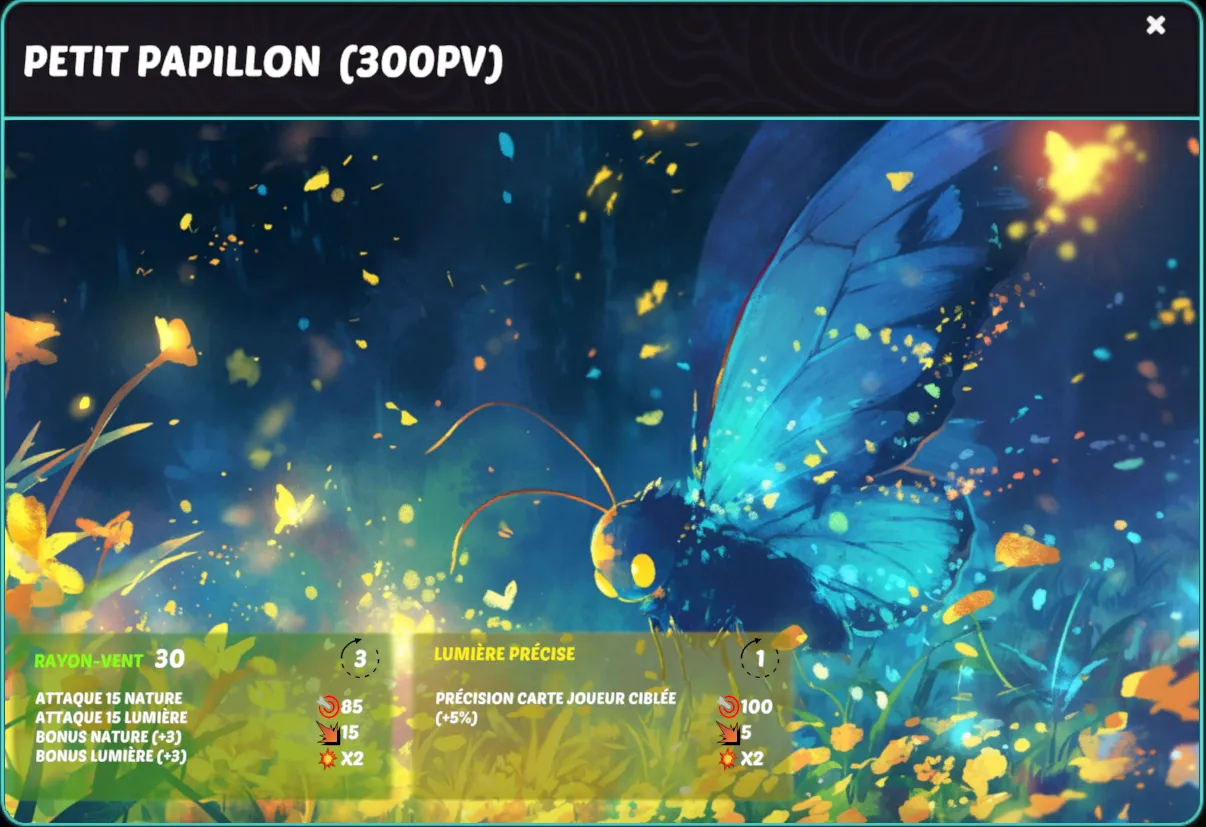 PETIT PAPILLON (300PV)
RAYON-VENT 30
3
ATTAQUE 15 NATURE
ATTAQUE 15 LUMIÈRE
BONUS NATURE (+3)
BONUS LUMIÈRE (+3)
85
15
X2
LUMIÈRE PRÉCISE
1
PRÉCISION CARTE JOUEUR CIBLÉE
(+5%)
100
5
X2